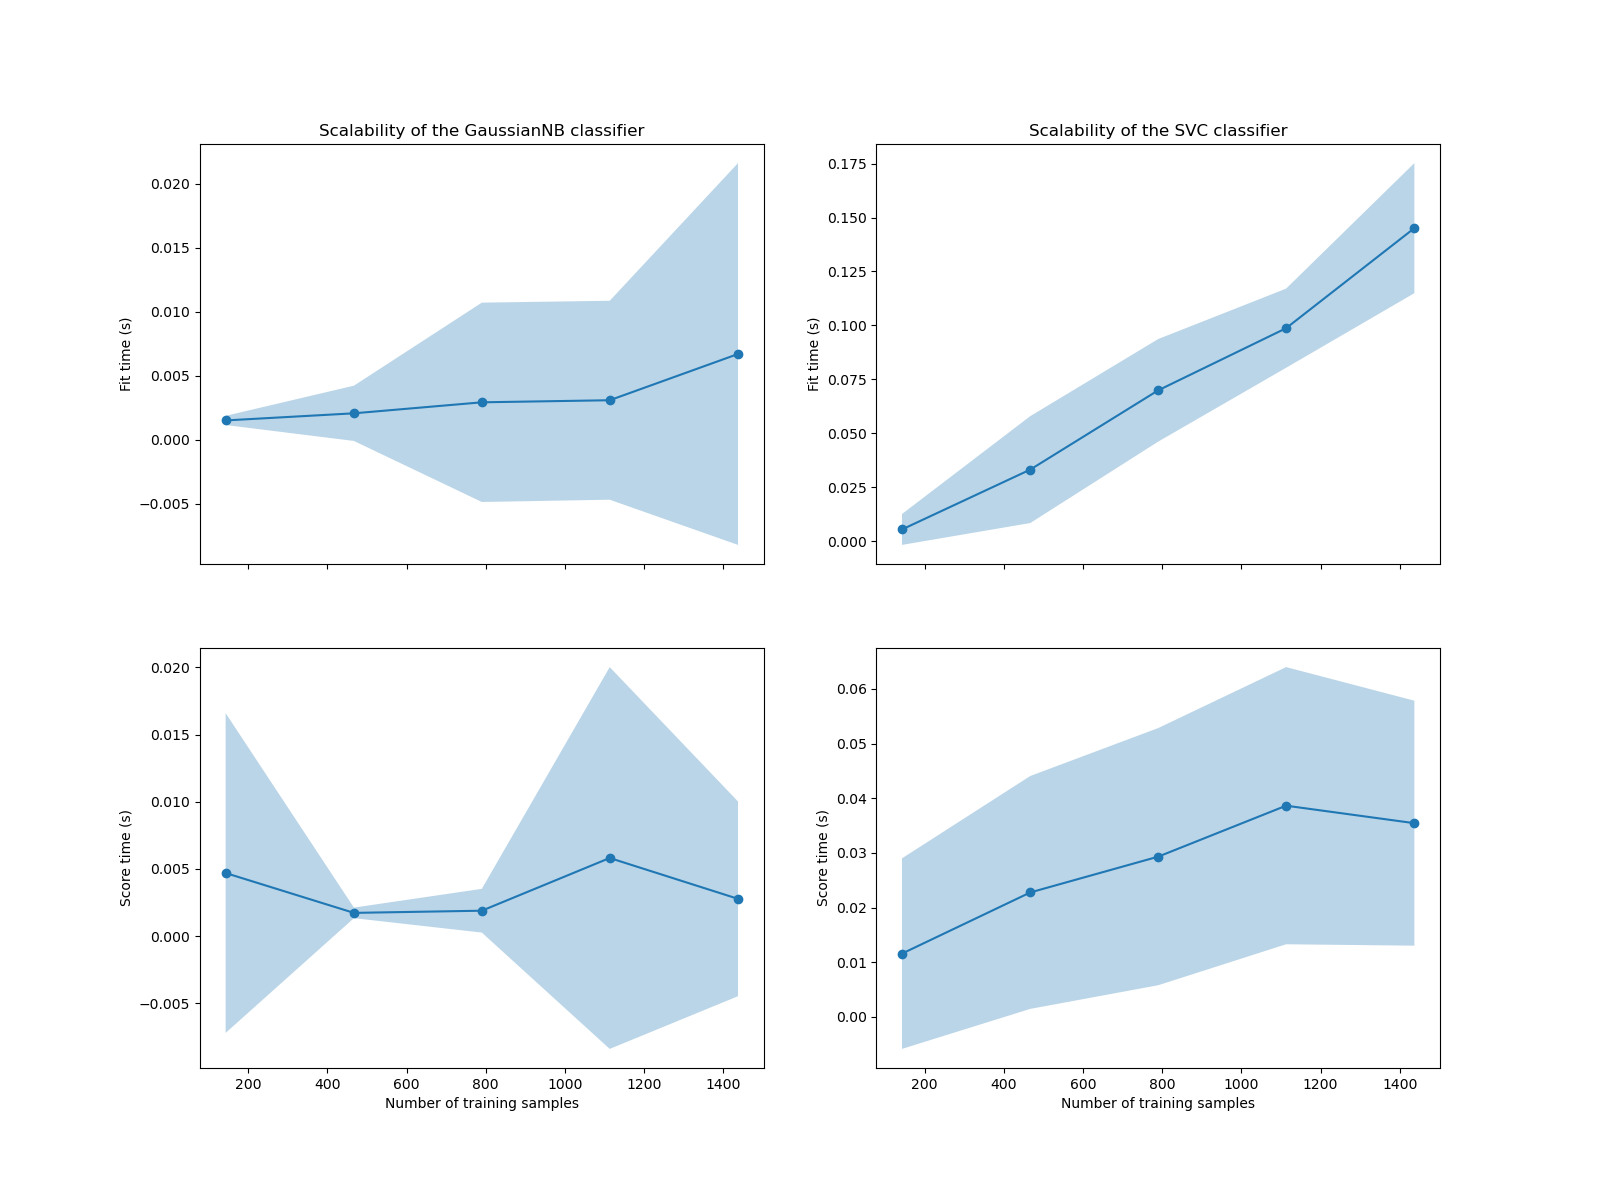 Scalability of the GaussianNB classifier
0.020
0.015
0.010
0.005
0.000
−0.005
Fit time (s)
Scalability of the SVC classifier
0.175
0.150
0.125
0.100
0.075
0.050
0.025
0.000
Fit time (s)
0.020
0.015
0.010
0.005
0.000
−0.005
Score time (s)
200 400 600 800 1000 1200 1400
Number of training samples
0.06
0.05
0.04
0.03
0.02
0.01
0.00
Score time (s)
200 400 600 800 1000 1200 1400
Number of training samples